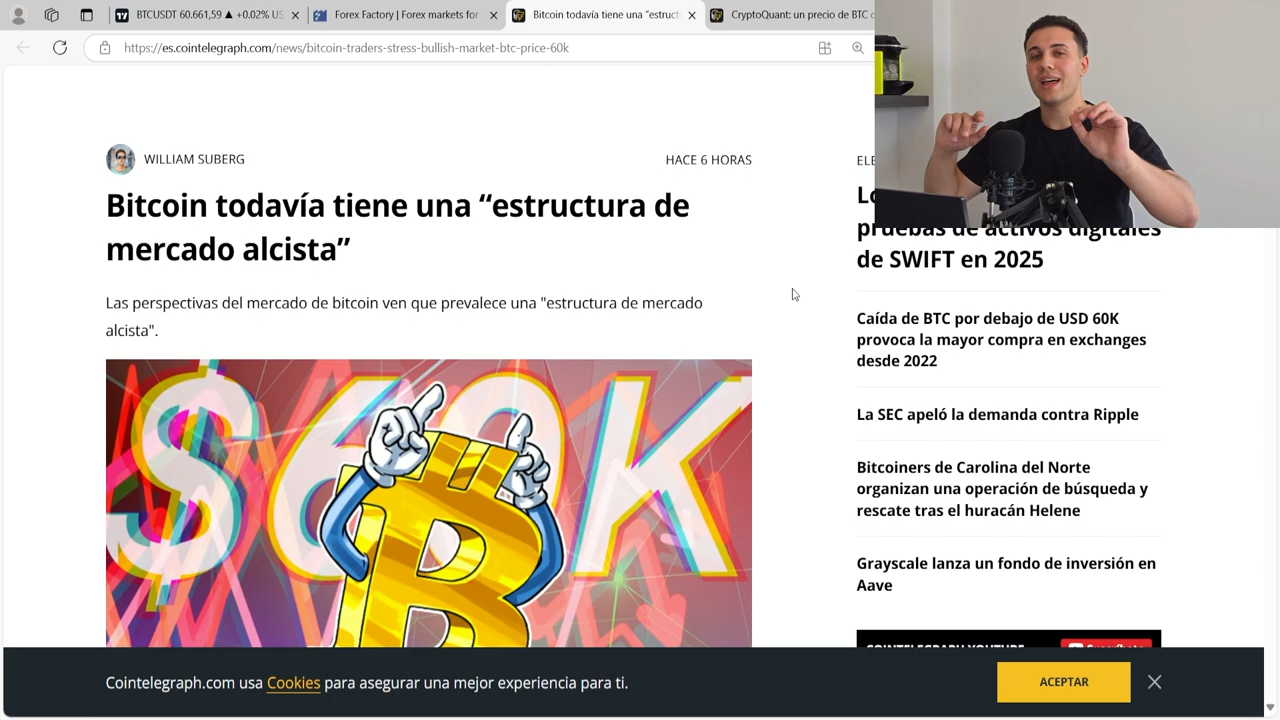 BTCUSDT 60.661,59 ▲ +0.02% US
Forex Factory | Forex markets for
Bitcoin todavía tiene una “estruct
CryptoQuant: un precio de BTC
https://es.cointelegraph.com/news/bitcoin-traders-stress-bullish-market-btc-price-60k
WILLIAM SUBERG
HACE 6 HORAS
Bitcoin todavía tiene una “estructura de
mercado alcista”
Las perspectivas del mercado de bitcoin ven que prevalece una "estructura de mercado
alcista".
$60K
pruebas de activos digitales
de SWIFT en 2025
Caída de BTC por debajo de USD 60K
provoca la mayor compra en exchanges
desde 2022
La SEC apeló la demanda contra Ripple
Bitcoiners de Carolina del Norte
organizan una operación de búsqueda y
rescate tras el huracán Helene
Grayscale lanza un fondo de inversión en
Aave
COINTELEGRAPH YOUTUBE
Suscríbete
Cointelegraph.com usa Cookies para asegurar una mejor experiencia para ti.
ACEPTAR